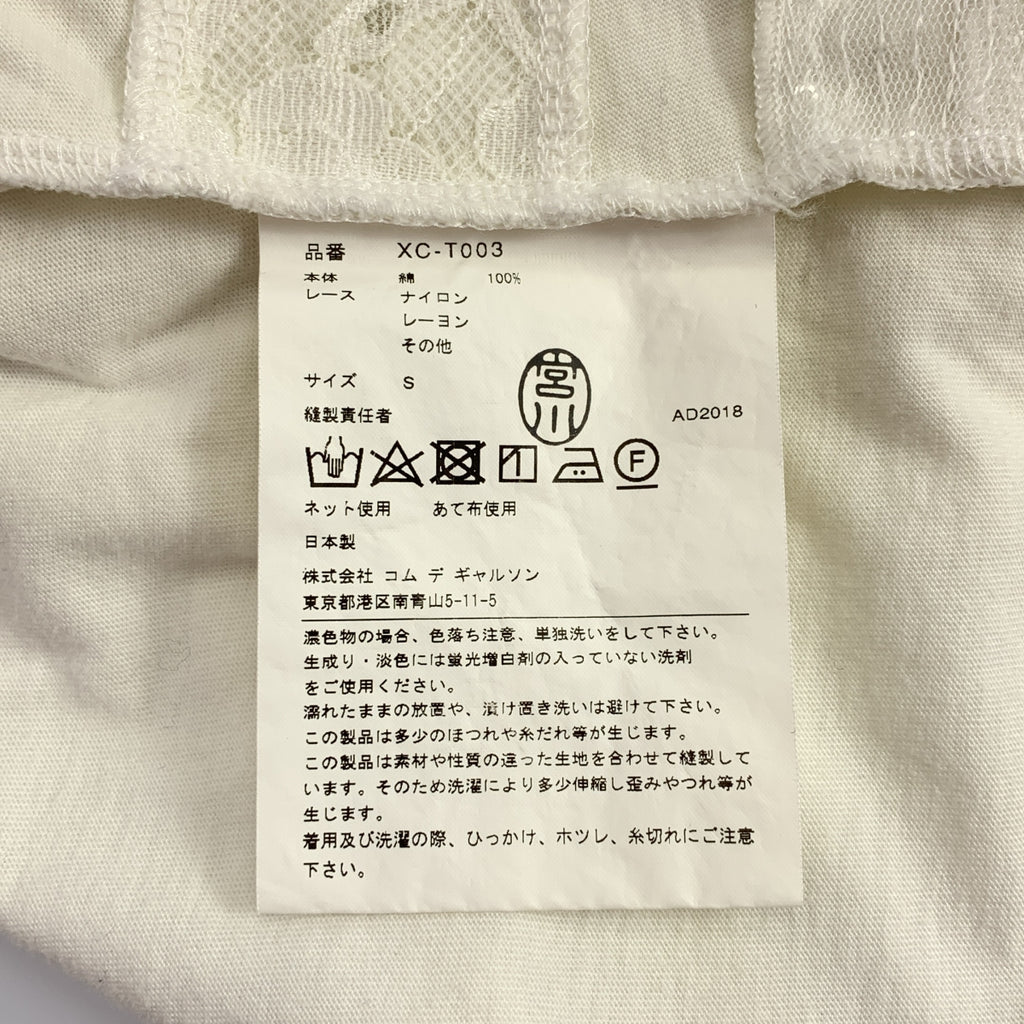 品番 XC-T003
本体 綿 100%
レース ナイロン
レーヨン
その他
サイズ S
営川
縫製責任者 AD2018
F
ネット使用 あて布使用
日本製
株式会社 コム デ ギャルソン
東京都港区南青山5-11-5
濃色物の場合、色落ち注意、単独洗いをして下さい。
生成り・淡色には蛍光増白剤の入っていない洗剤
をご使用ください。
濡れたままの放置や、漬け置き洗いは避けて下さい。
この製品は多少のほつれや糸だれ等が生じます。
この製品は素材や性質の違った生地を合わせて縫製して
います。そのため洗濯により多少伸縮し歪みやつれ等が
生じます。
着用及び洗濯の際、ひっかけ、ホツレ、糸切れにご注意
下さい。